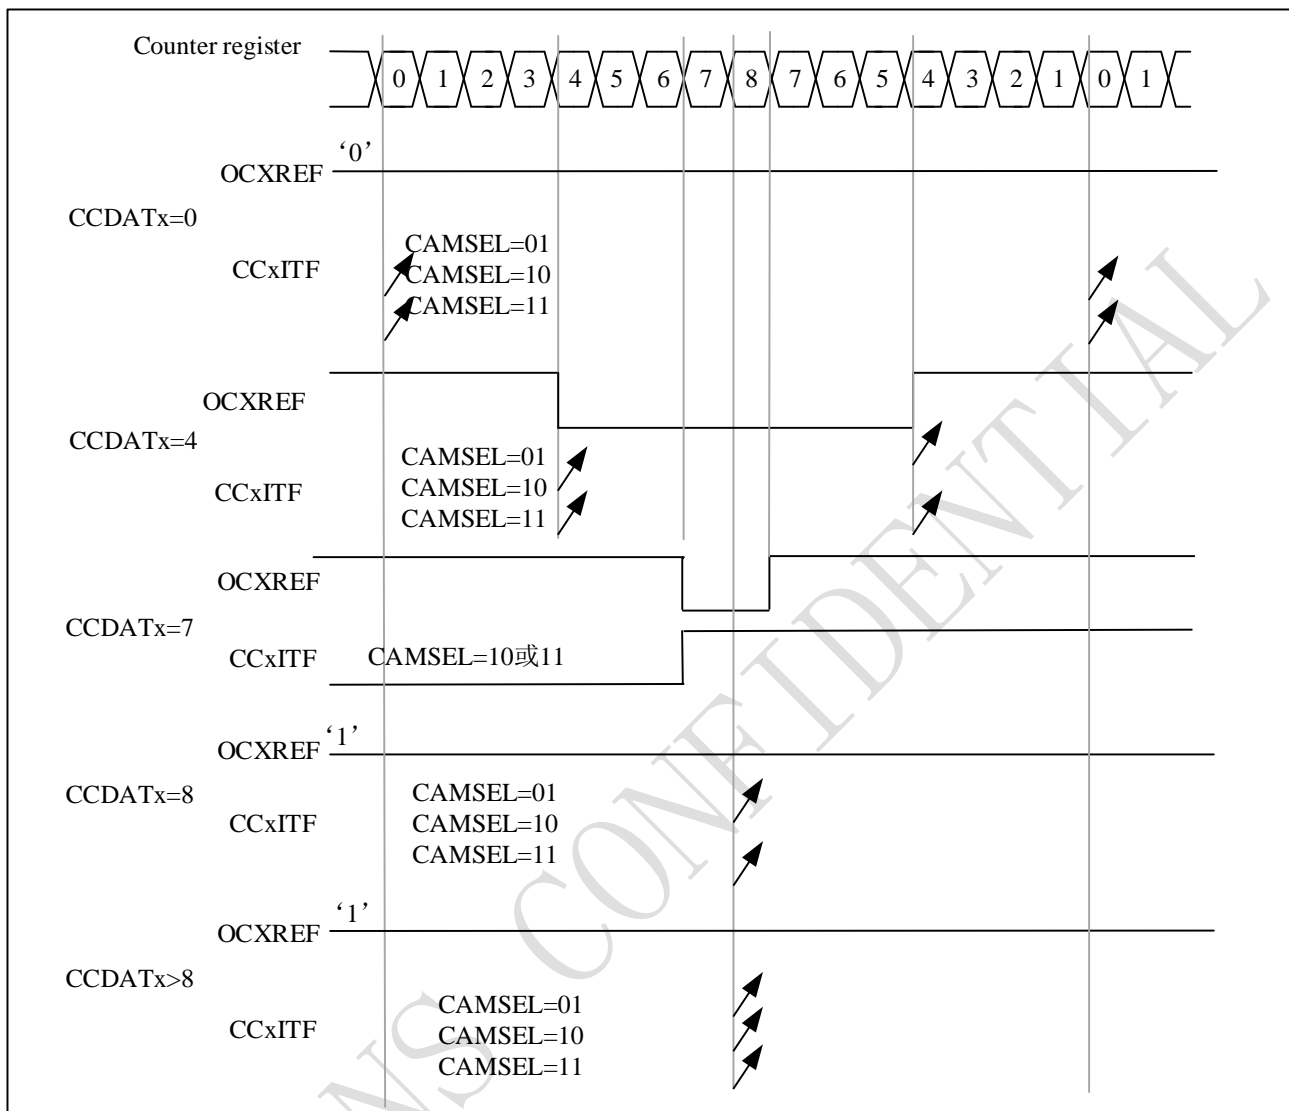 Counter register
0 1 2 3 4 5 6 7 8 7 6 5 4 3 2 1 0 1
‘0’
OCXREF
CCDATx=0
CAMSEL=01
CCxITF
CAMSEL=10
CAMSEL=11
OCXREF
CCDATx=4
CAMSEL=01
CCxITF
CAMSEL=10
CAMSEL=11
OCXREF
CCDATx=7
CCxITF
CAMSEL=10或11
‘1’
OCXREF
CCDATx=8
CAMSEL=01
CCxITF
CAMSEL=10
CAMSEL=11
‘1’
OCXREF
CCDATx>8
CAMSEL=01
CCxITF
CAMSEL=10
CAMSEL=11
NS CONFIDENTIAL